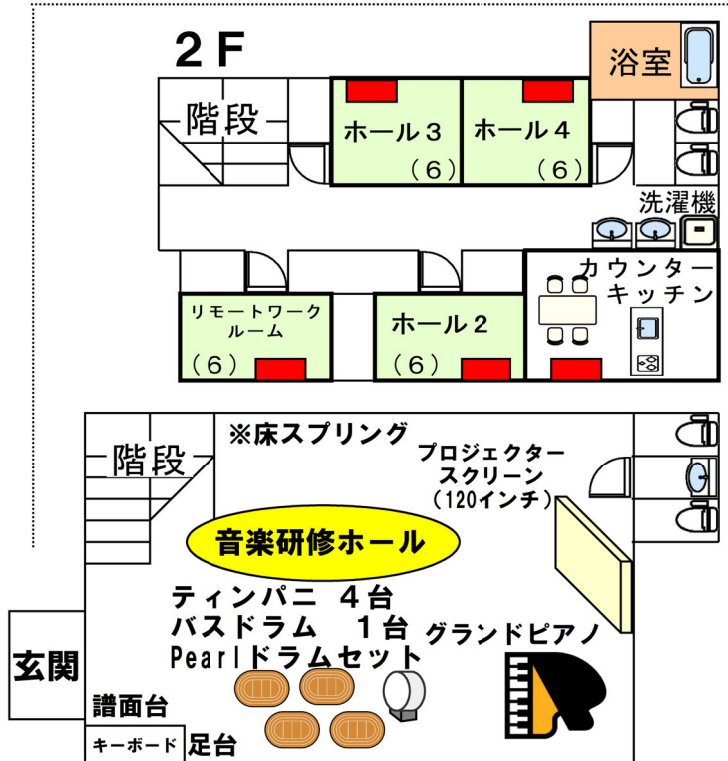 2F
浴室
階段
ホール3
(6)
ホール4
(6)
洗濯機
カウンター
キッチン
リモートワーク
ルーム
(6)
ホール2
(6)
階段
※床スプリング
プロジェクター
スクリーン
(120インチ)
音楽研修ホール
ティンパニ 4台
バスドラム 1台
Pearlドラムセット
グランドピアノ
玄関
譜面台
キーボード
足台